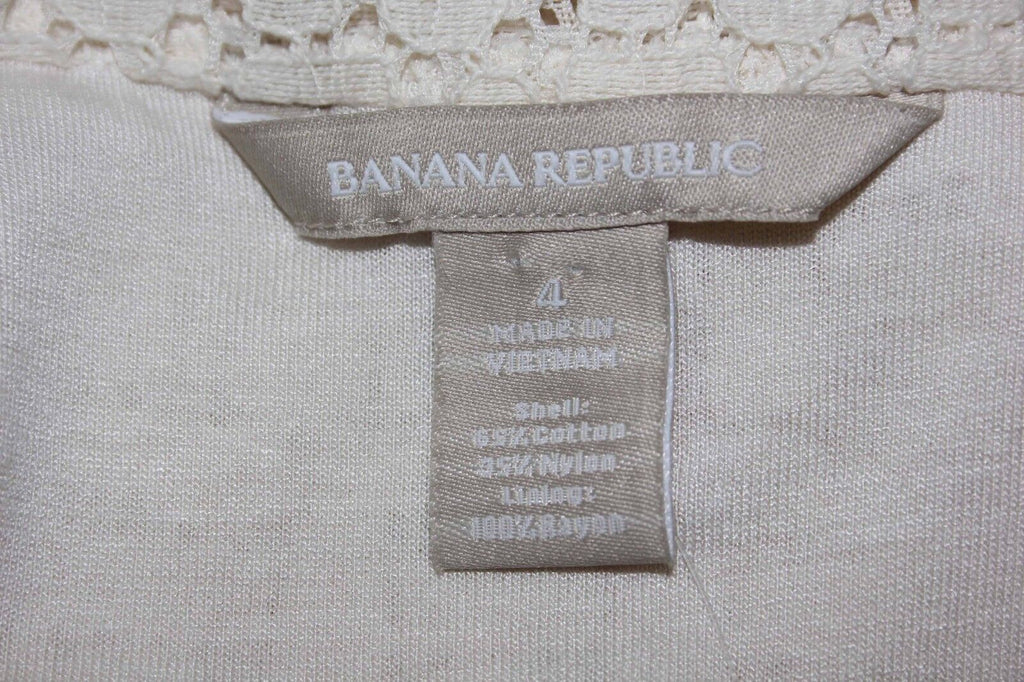 BANANA REPUBLIC
4
MADE IN
VIETNAM
Shell:
Cotton
Nylon
Lining:
100% Rayon